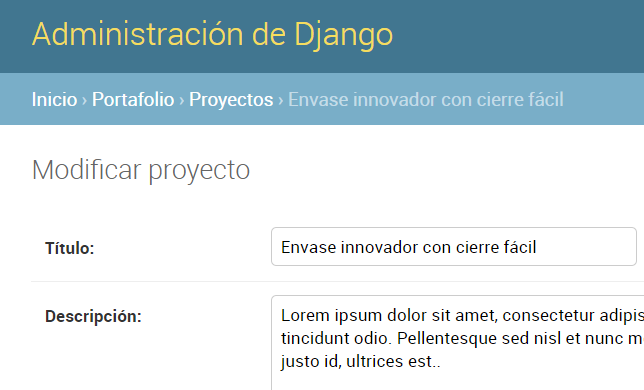 Administración de Django
Inicio › Portafolio › Proyectos › Envase innovador con cierre fácil
Modificar proyecto
Título: Envase innovador con cierre fácil
Descripción: Lorem ipsum dolor sit amet, consectetur
tincidunt odio. Pellentesque sed nisl et nunc
justo id, ultrices est..